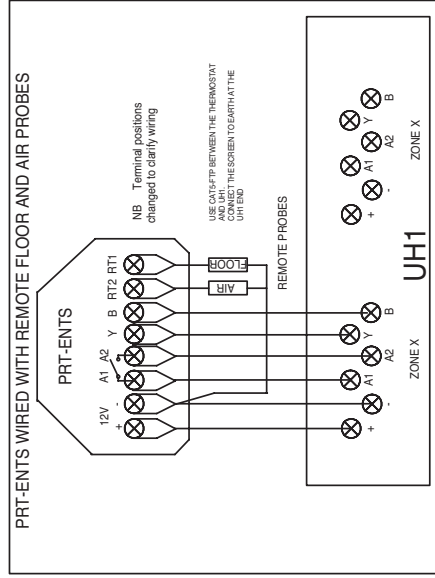 PRT-ENTS WIRED WITH REMOTE FLOOR AND AIR PROBES
PRT-ENTS
12V
+ - A1 A2 Y B RT2 RT1
NB Terminal positions
changed to clarify wiring
USE CAT5-FTP BETWEEN THE THERMOSTAT
AND UH1.
CONNECT THE SCREEN TO EARTH AT THE
UH1 END
AIR
FLOOR
REMOTE PROBES
+ - A1 A2 Y B
ZONE X
UH1
+ - A1 A2 Y B
ZONE X